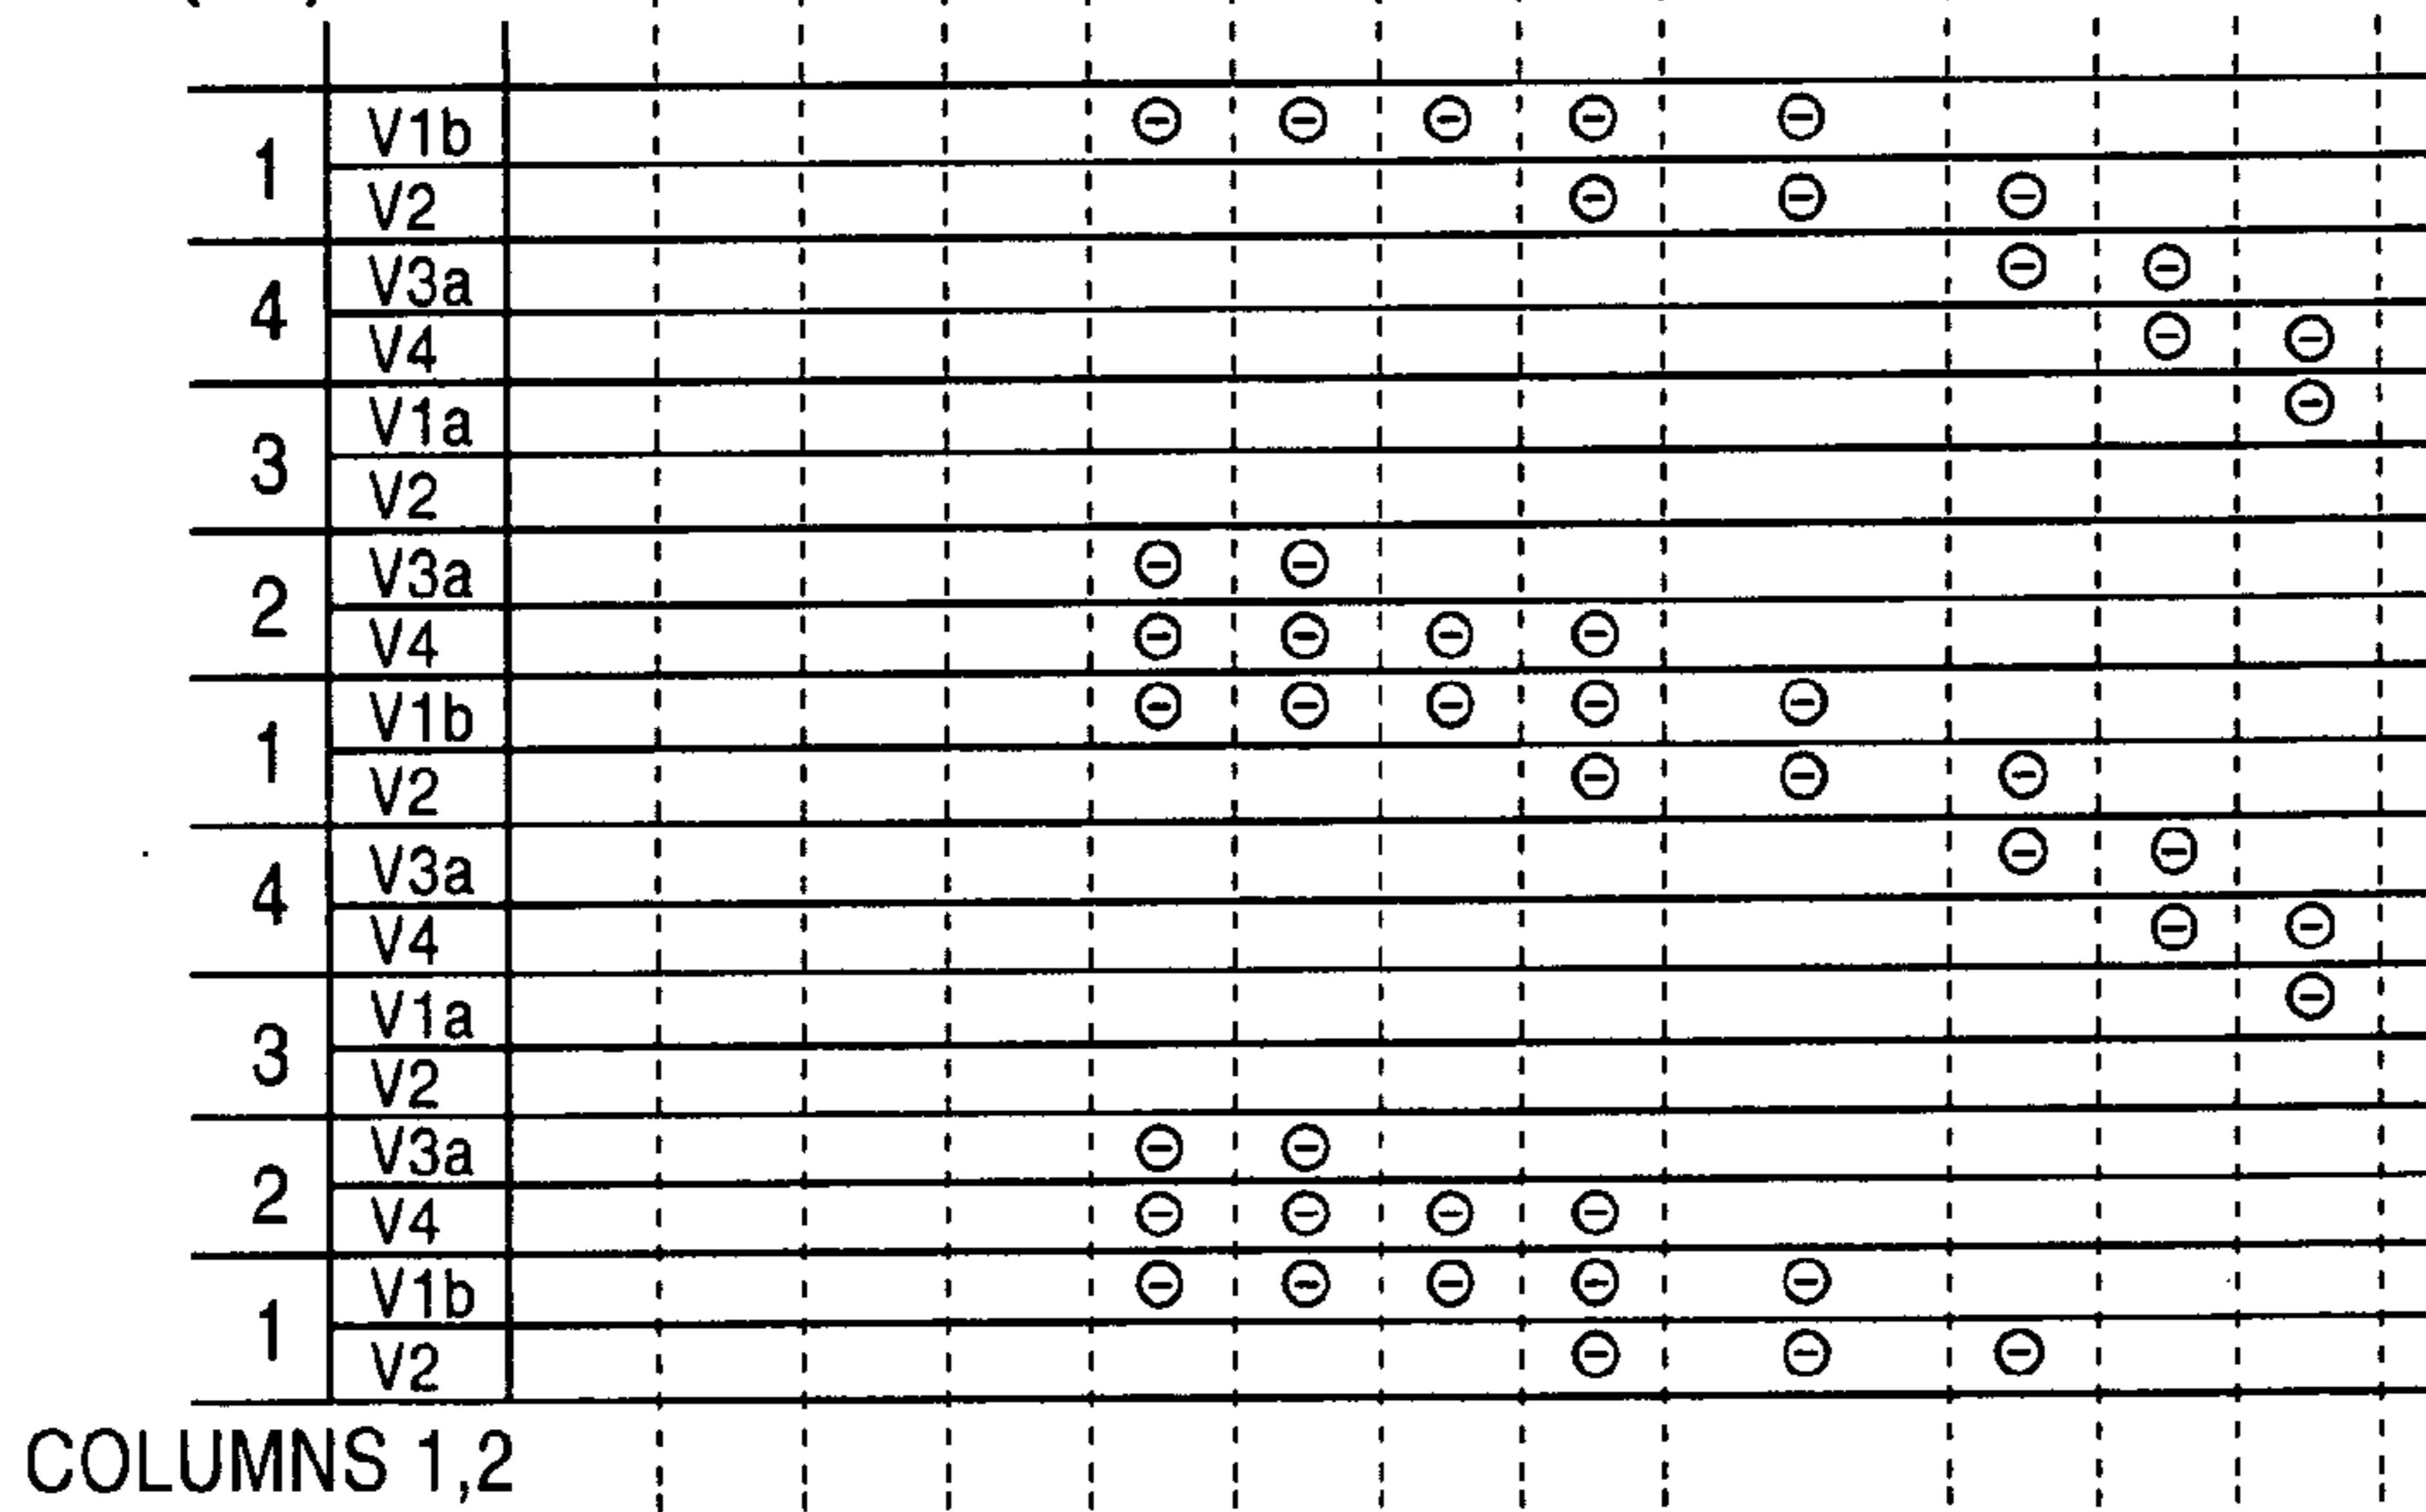 1 V1b ⊖ ⊖ ⊖ ⊖ ⊖
V2 ⊖ ⊖ ⊖
4 V3a ⊖ ⊖
V4 ⊖ ⊖
3 V1a ⊖
V2
2 V3a ⊖ ⊖
V4 ⊖ ⊖ ⊖ ⊖
1 V1b ⊖ ⊖ ⊖ ⊖ ⊖
V2 ⊖ ⊖ ⊖
4 V3a ⊖ ⊖
V4 ⊖ ⊖
3 V1a ⊖
V2
2 V3a ⊖ ⊖
V4 ⊖ ⊖ ⊖ ⊖
1 V1b ⊖ ⊖ ⊖ ⊖ ⊖
V2 ⊖ ⊖ ⊖
COLUMNS 1,2